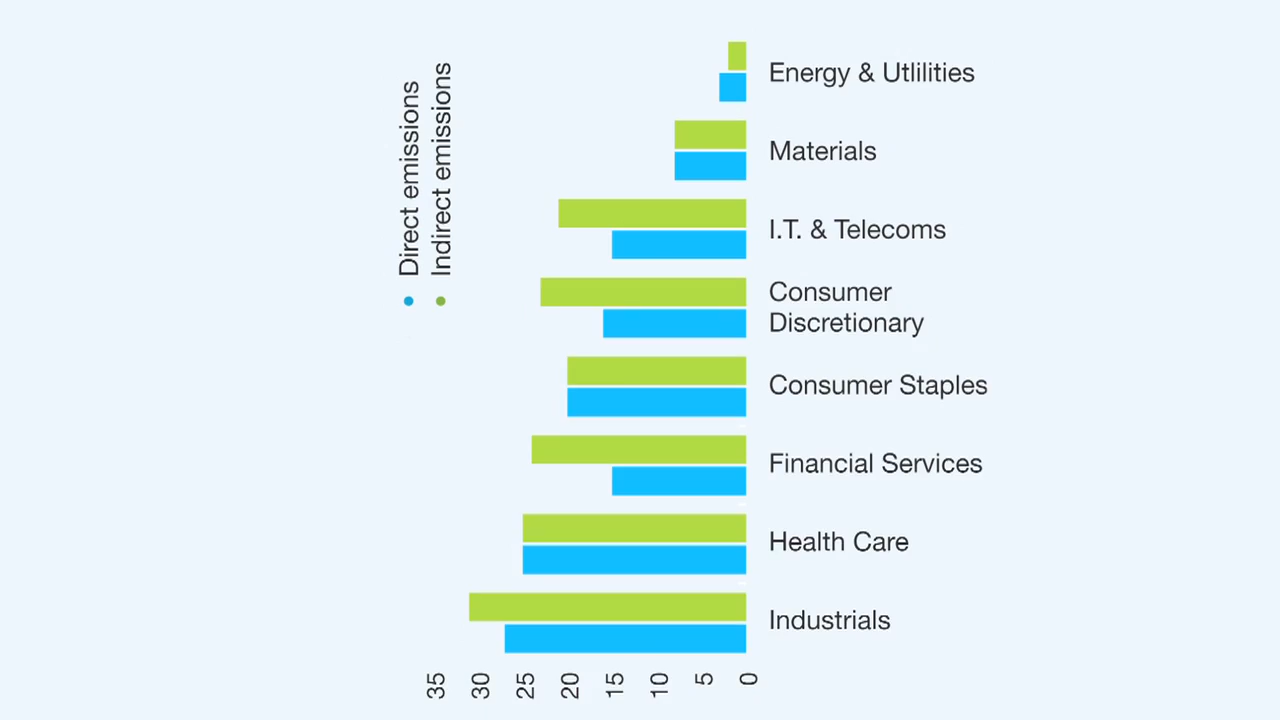 Direct emissions
Indirect emissions
Energy & Utlilities
Materials
I.T. & Telecoms
Consumer
Discretionary
Consumer Staples
Financial Services
Health Care
Industrials
35 30 25 20 15 10 5 0